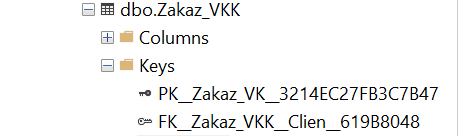 dbo.Zakaz_VKK
Columns
Keys
PK__Zakaz_VK__3214EC27FB3C7B47
FK__Zakaz_VKK__Clien__619B8048